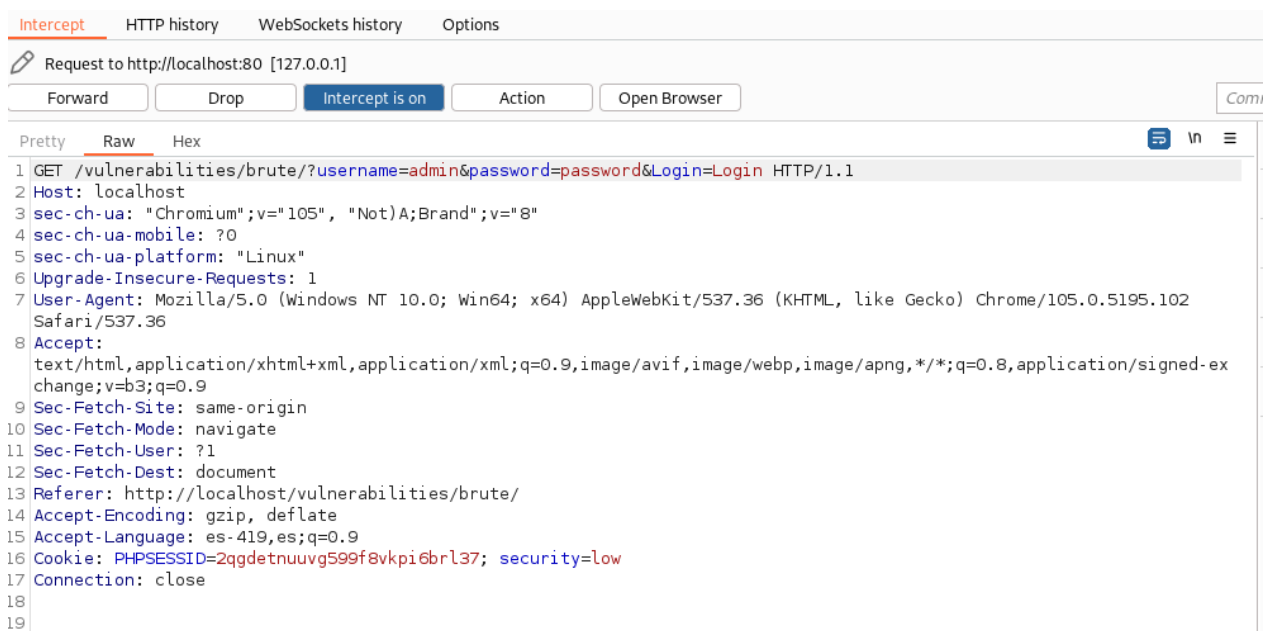 Intercept HTTP history WebSockets history Options
Request to http://localhost:80 [127.0.0.1]
Forward Drop Intercept is on Action Open Browser Comm
Pretty Raw Hex \n
1 GET /vulnerabilities/brute/?username=admin&password=password&Login=Login HTTP/1.1
2 Host: localhost
3 sec-ch-ua: "Chromium";v="105", "Not)A;Brand";v="8"
4 sec-ch-ua-mobile: ?0
5 sec-ch-ua-platform: "Linux"
6 Upgrade-Insecure-Requests: 1
7 User-Agent: Mozilla/5.0 (Windows NT 10.0; Win64; x64) AppleWebKit/537.36 (KHTML, like Gecko) Chrome/105.0.5195.102
Safari/537.36
8 Accept:
text/html,application/xhtml+xml,application/xml;q=0.9,image/avif,image/webp,image/apng,*/*;q=0.8,application/signed-ex
change;v=b3;q=0.9
9 Sec-Fetch-Site: same-origin
10 Sec-Fetch-Mode: navigate
11 Sec-Fetch-User: ?1
12 Sec-Fetch-Dest: document
13 Referer: http://localhost/vulnerabilities/brute/
14 Accept-Encoding: gzip, deflate
15 Accept-Language: es-419,es;q=0.9
16 Cookie: PHPSESSID=2qgdetnuuvg599f8vkpi6brl37; security=low
17 Connection: close
18
19